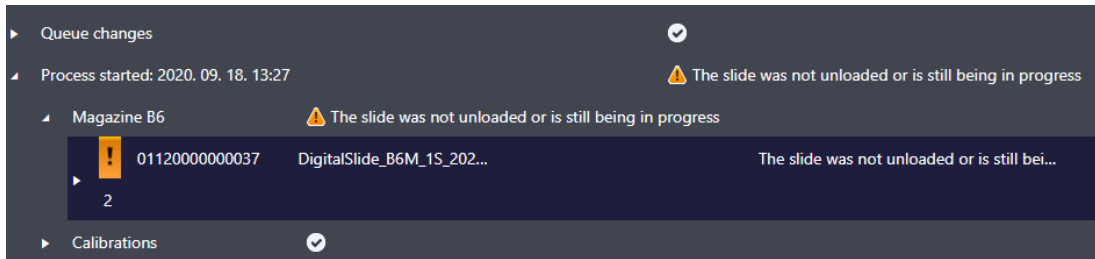 Queue changes
Process started: 2020. 09. 18. 13:27 The slide was not unloaded or is still being in progress
Magazine B6 The slide was not unloaded or is still being in progress
! 01120000000037 DigitalSlide_B6M_1S_202... The slide was not unloaded or is still bei...
2
Calibrations